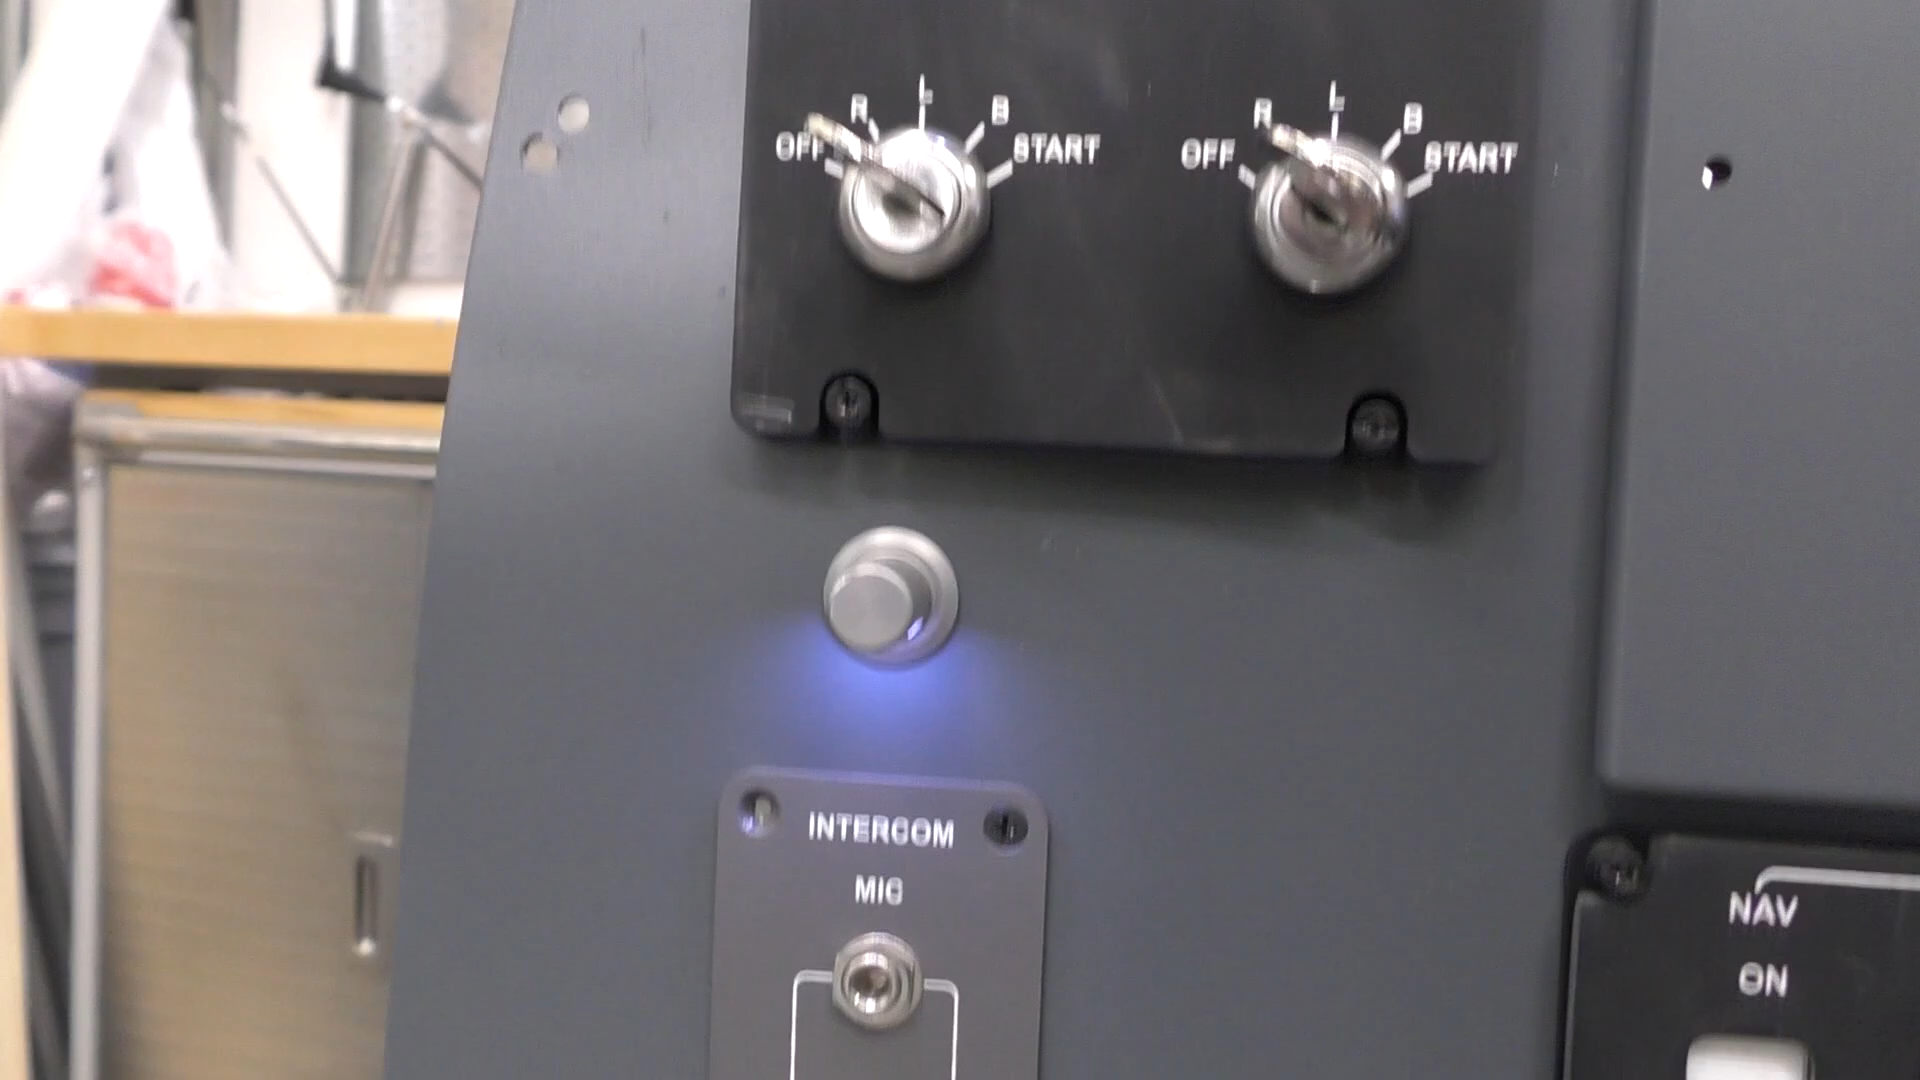 OFF R L B START
OFF R L B START
INTERCOM
MIC
NAV
ON